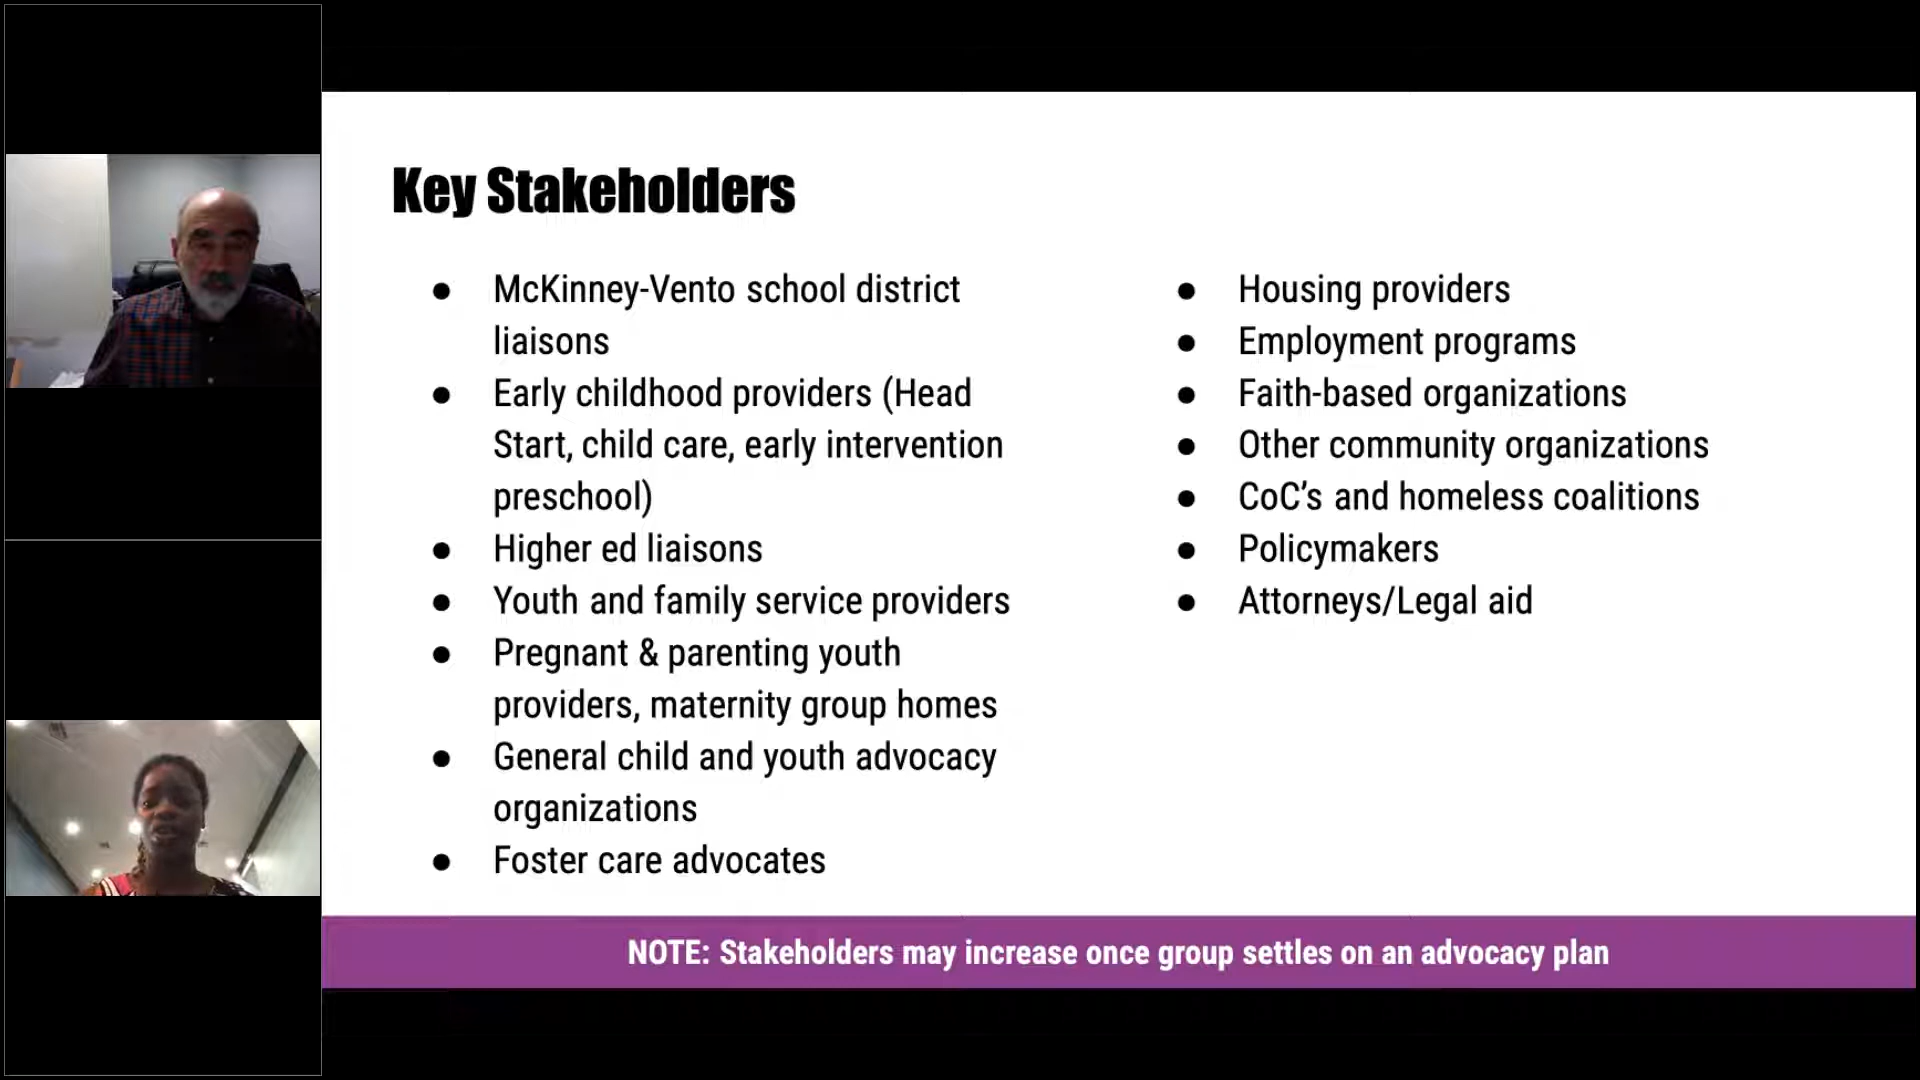 Key Stakeholders
McKinney-Vento school district
liaisons
Early childhood providers (Head
Start, child care, early intervention
preschool)
Higher ed liaisons
Youth and family service providers
Pregnant & parenting youth
providers, maternity group homes
General child and youth advocacy
organizations
Foster care advocates
Housing providers
Employment programs
Faith-based organizations
Other community organizations
CoC’s and homeless coalitions
Policymakers
Attorneys/Legal aid
NOTE: Stakeholders may increase once group settles on an advocacy plan